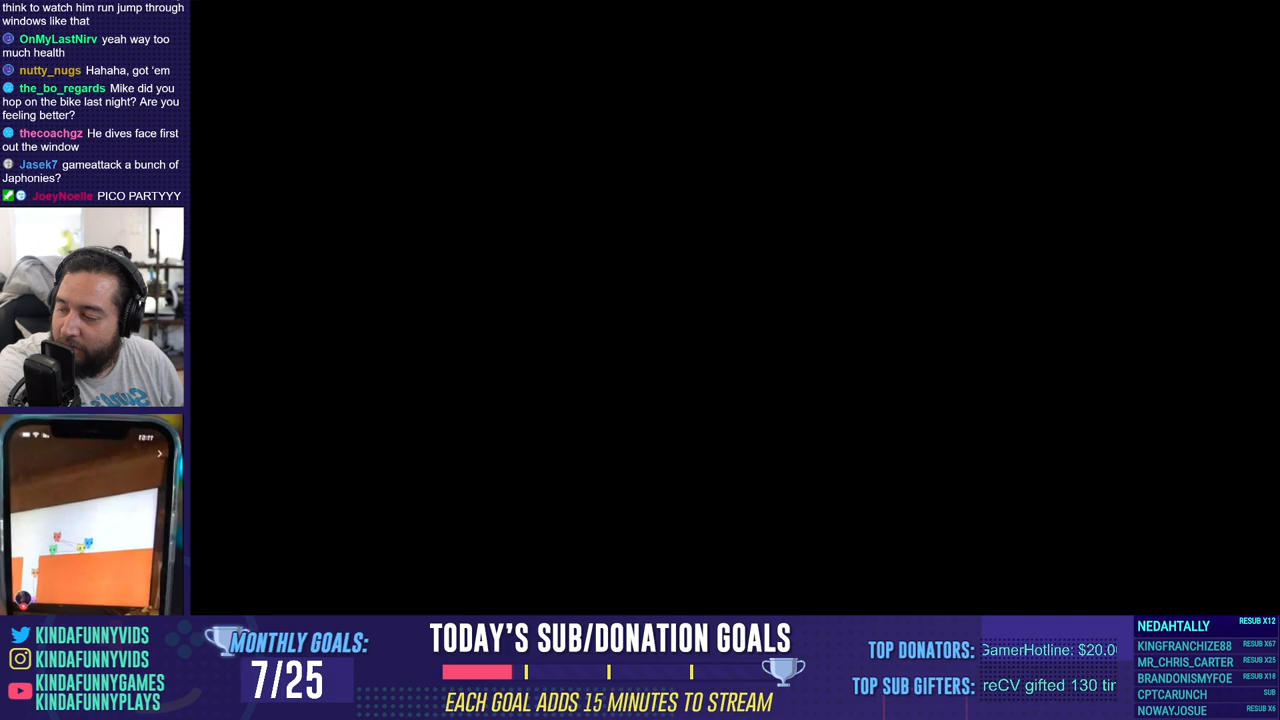 think to watch him run jump through
windows like that
OnMyLastNirv yeah way too
much health
nutty_nugs Hahaha, got ‘em
the_bo_regards Mike did you
hop on the bike last night? Are you
feeling better?
thecoachgz He dives face first
out the window
Jasek7 gameattack a bunch of
Japhonies?
JoeyNoelle PICO PARTYYY
KINDAFUNNYVIDS
KINDAFUNNYVIDS
KINDAFUNNYGAMES
KINDAFUNNYPLAYS
MONTHLY GOALS:
7/25
TODAY'S SUB/DONATION GOALS
EACH GOAL ADDS 15 MINUTES TO STREAM
TOP DONATORS: GamerHotline: $20.0
TOP SUB GIFTERS: reCV gifted 130 tir
NEDAHTALLY RESUB X12
KINGFRANCHIZE88 RESUB X67
MR_CHRIS_CARTER RESUB X25
BRANDONISMYFOE RESUB X18
CPTCARUNCH SUB
NOWAYJOSUE RESUB X6